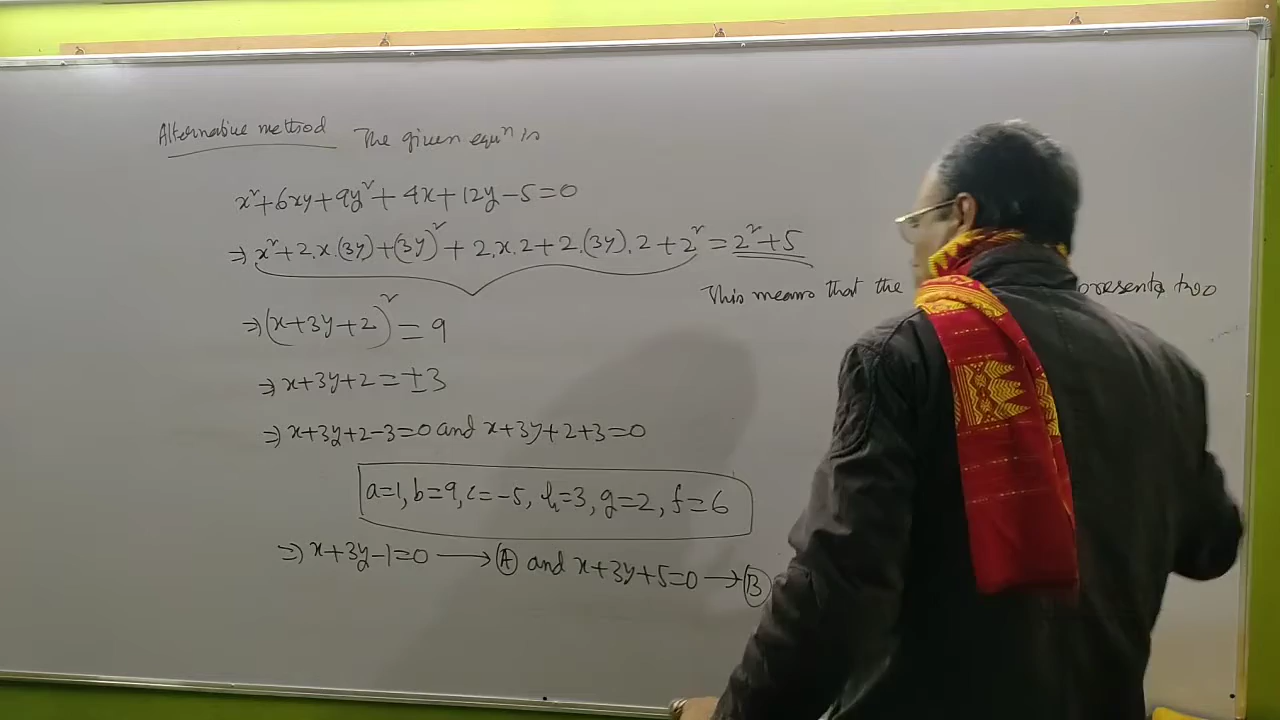 Alternative method The given equⁿ is
x²+6xy+9y²+4x+12y-5=0
⇒x²+2.x.(3y)+(3y)²+2.x.2+2.(3y).2+2²=2²+5
This means that the
two
⇒(x+3y+2)²=9
⇒x+3y+2=±3
⇒x+3y+2-3=0 and x+3y+2+3=0
a=1, b=9, c=-5, h=3, g=2, f=6
⇒x+3y-1=0 → Ⓐ and x+3y+5=0 → Ⓑ